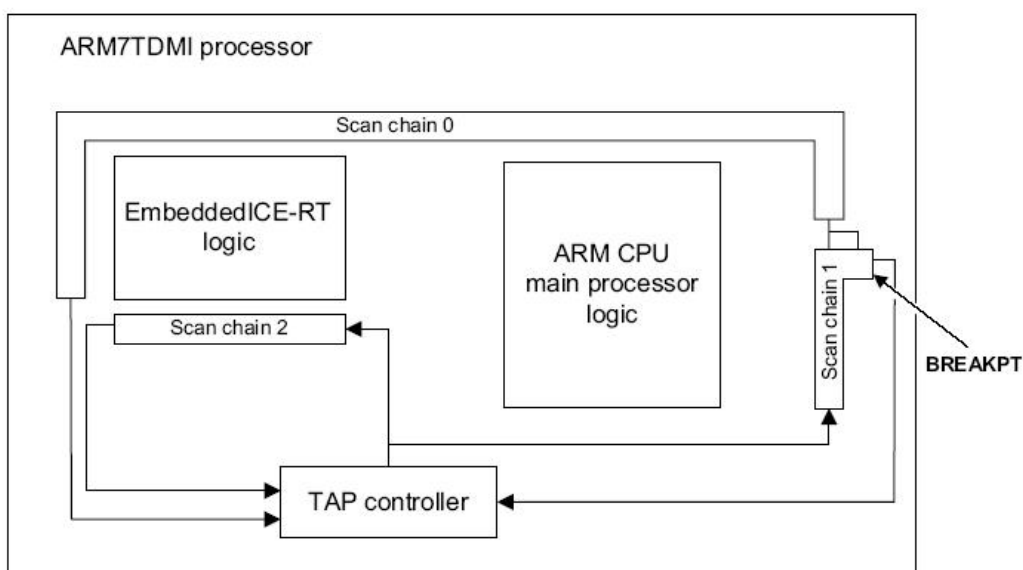 ARM7TDMI processor
Scan chain 0
EmbeddedICE-RT
logic
ARM CPU
main processor
logic
Scan chain 1
BREAKPT
Scan chain 2
TAP controller